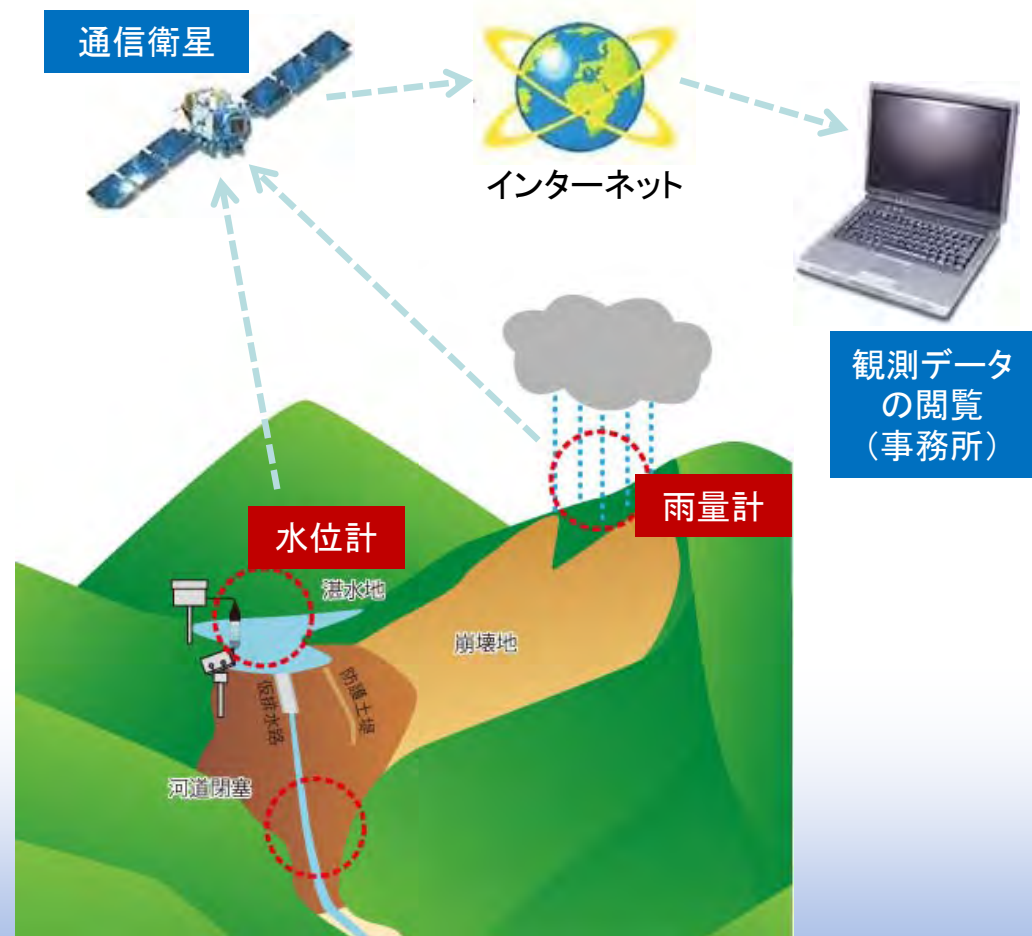 通信衛星
インターネット
観測データ
の閲覧
（事務所）
雨量計
水位計
湛水地
崩壊地
防護土堤
仮排水路
河道閉塞